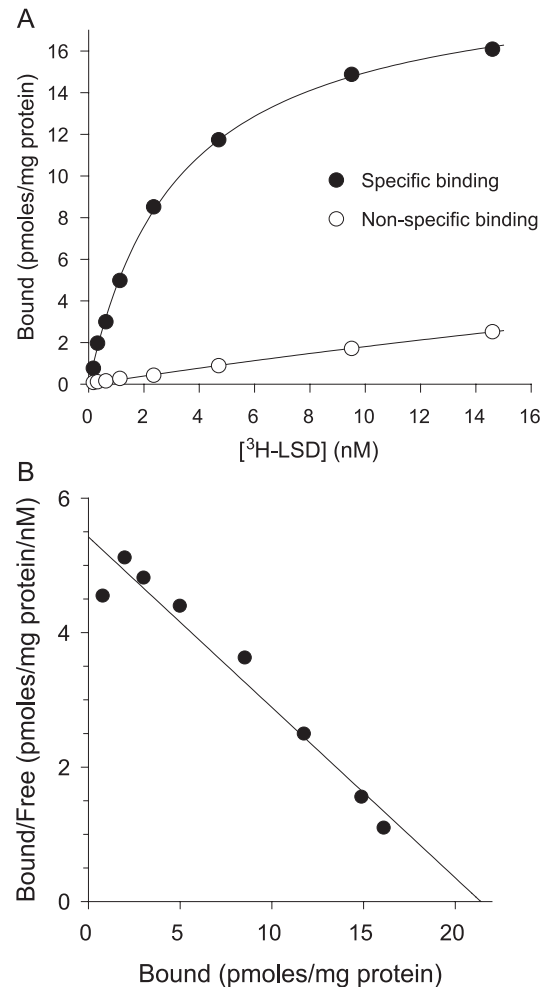 A
Bound (pmoles/mg protein)
16
14
12
10
8
6
4
2
0
Specific binding
Non-specific binding
0 2 4 6 8 10 12 14 16
[³H-LSD] (nM)
B
Bound/Free (pmoles/mg protein/nM)
6
4
2
0
0 5 10 15 20
Bound (pmoles/mg protein)